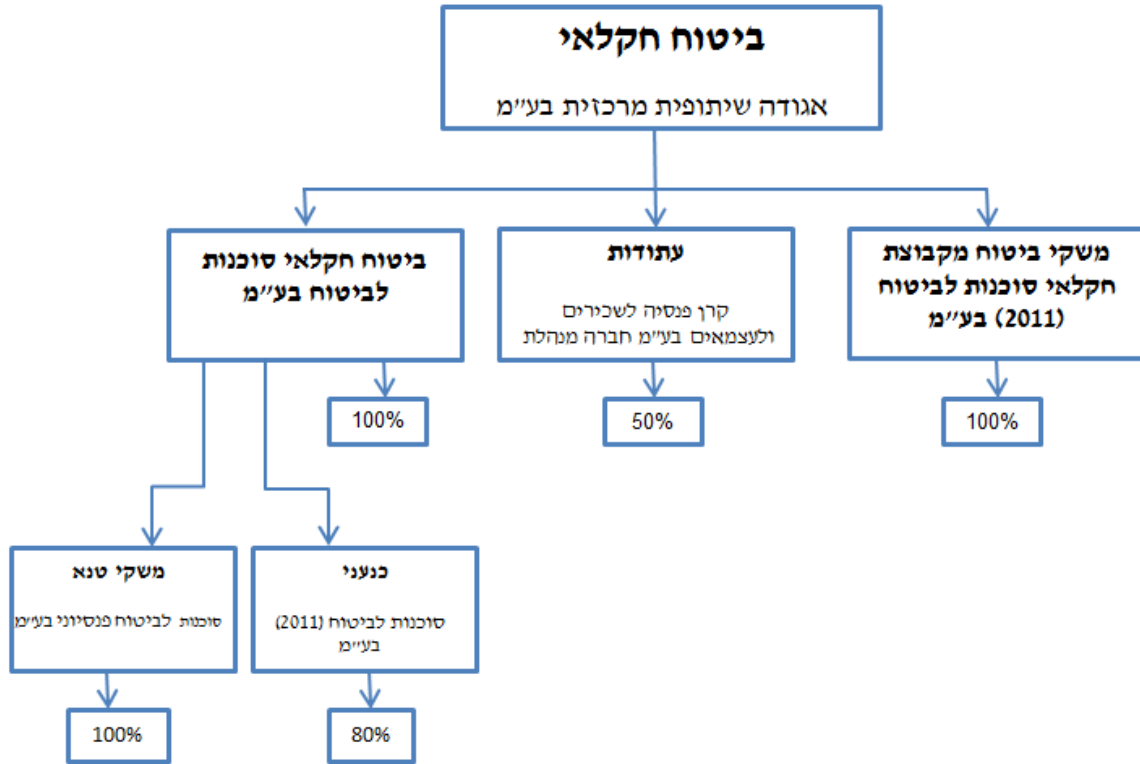 ביטוח חקלאי
אגודה שיתופית מרכזית בע"מ
משקי ביטוח מקבוצת
חקלאי סוכנות לביטוח
(2011) בע"מ
100%
עתודות
קרן פנסיה לשכירים
ולעצמאים בע"מ חברה מנהלת
50%
ביטוח חקלאי סוכנות
לביטוח בע"מ
100%
כנעני
סוכנות לביטוח (2011)
בע"מ
80%
משקי טנא
סוכנות לביטוח פנסיוני בע"מ
100%